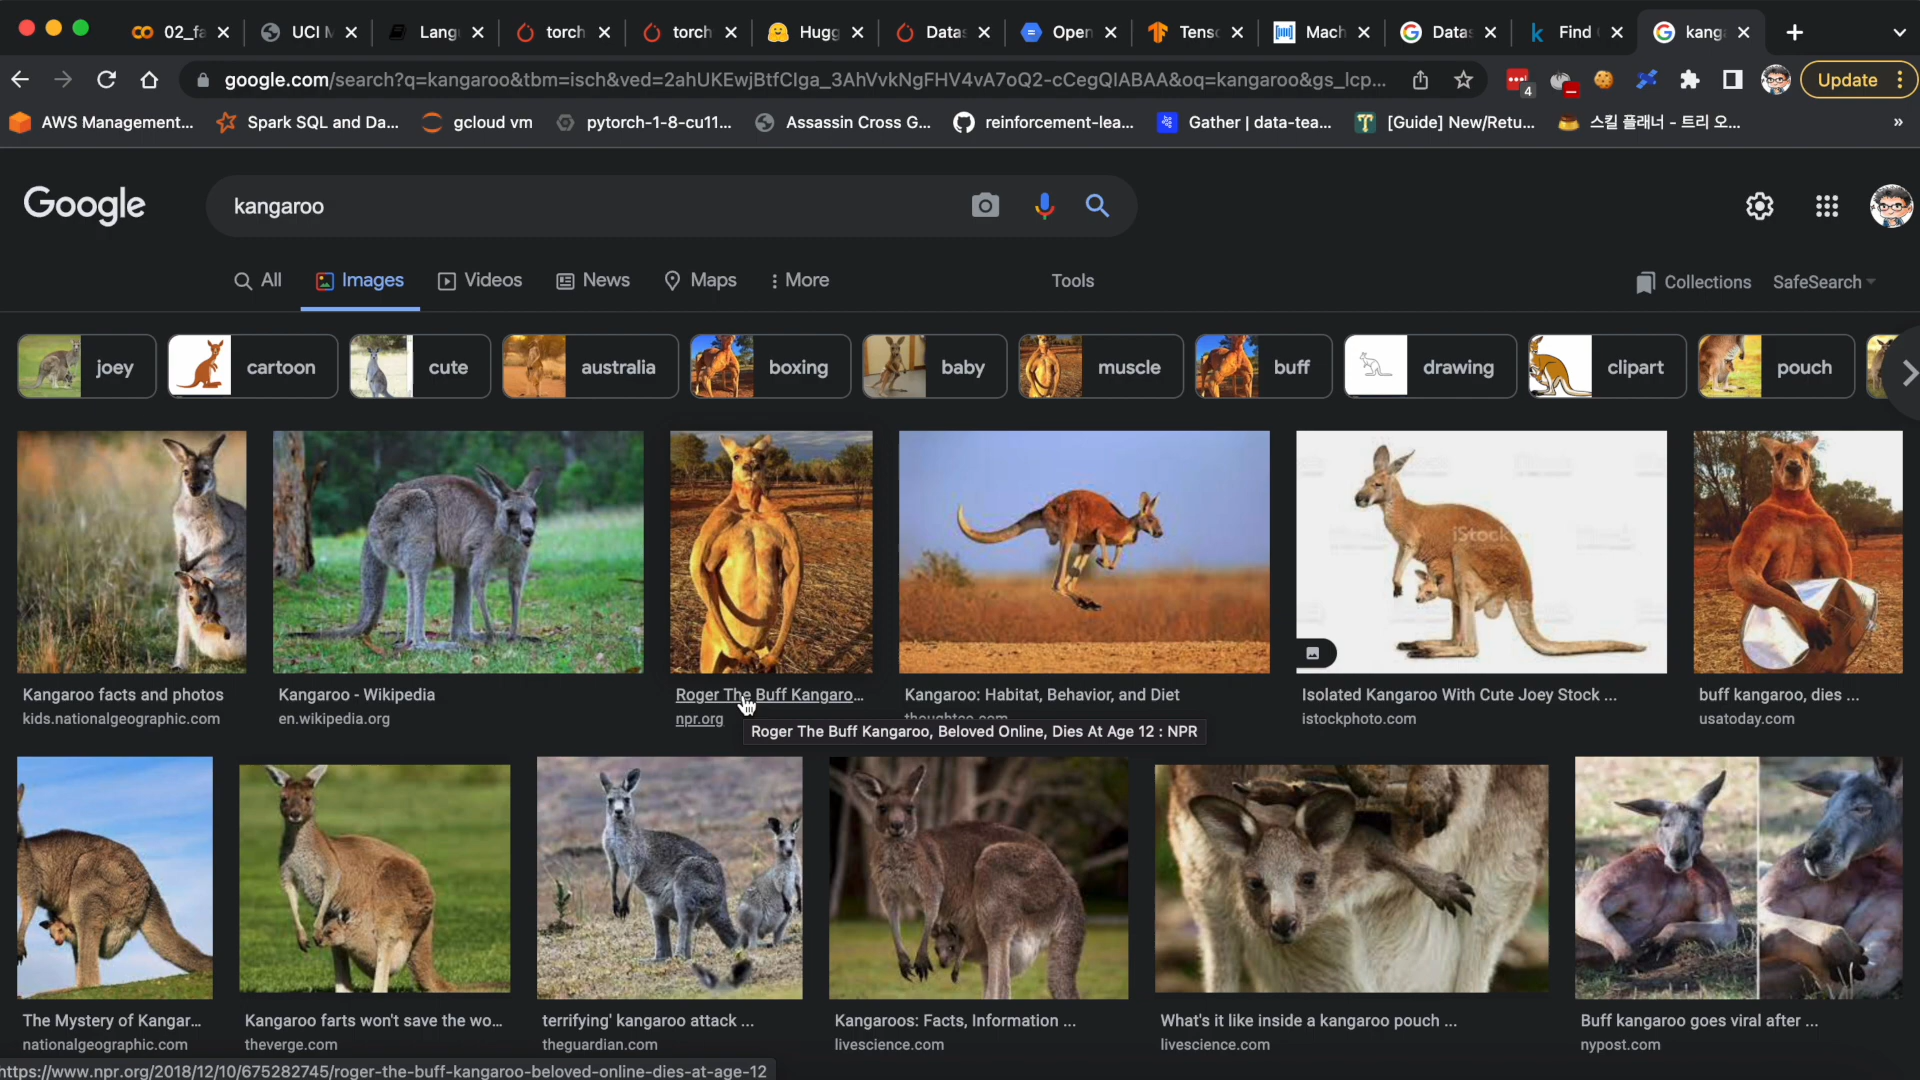 02_fa
UCI M
Lang
torch
torch
Hugg
Datas
Open
Tens
Mach
Datas
Find
kang
google.com/search?q=kangaroo&tbm=isch&ved=2ahUKEwjBtfCIga_3AhVvkNgFHV4vA7oQ2-cCegQIABAA&oq=kangaroo&gs_lcp...
4
Update
AWS Management...
Spark SQL and Da...
gcloud vm
pytorch-1-8-cu11...
Assassin Cross G...
reinforcement-lea...
Gather | data-tea...
[Guide] New/Retu...
스킬 플래너 - 트리 오...
»
Google
kangaroo
All
Images
Videos
News
Maps
More
Tools
Collections
SafeSearch
joey
cartoon
cute
australia
boxing
baby
muscle
buff
drawing
clipart
pouch
iStock
Kangaroo facts and photos
kids.nationalgeographic.com
Kangaroo - Wikipedia
en.wikipedia.org
Roger The Buff Kangaro...
npr.org
Kangaroo: Habitat, Behavior, and Diet
Isolated Kangaroo With Cute Joey Stock ...
istockphoto.com
buff kangaroo, dies ...
usatoday.com
Roger The Buff Kangaroo, Beloved Online, Dies At Age 12 : NPR
The Mystery of Kangar...
nationalgeographic.com
Kangaroo farts won't save the wo...
theverge.com
terrifying' kangaroo attack ...
theguardian.com
Kangaroos: Facts, Information ...
livescience.com
What's it like inside a kangaroo pouch ...
livescience.com
Buff kangaroo goes viral after ...
nypost.com
https://www.npr.org/2018/12/10/675282745/roger-the-buff-kangaroo-beloved-online-dies-at-age-12